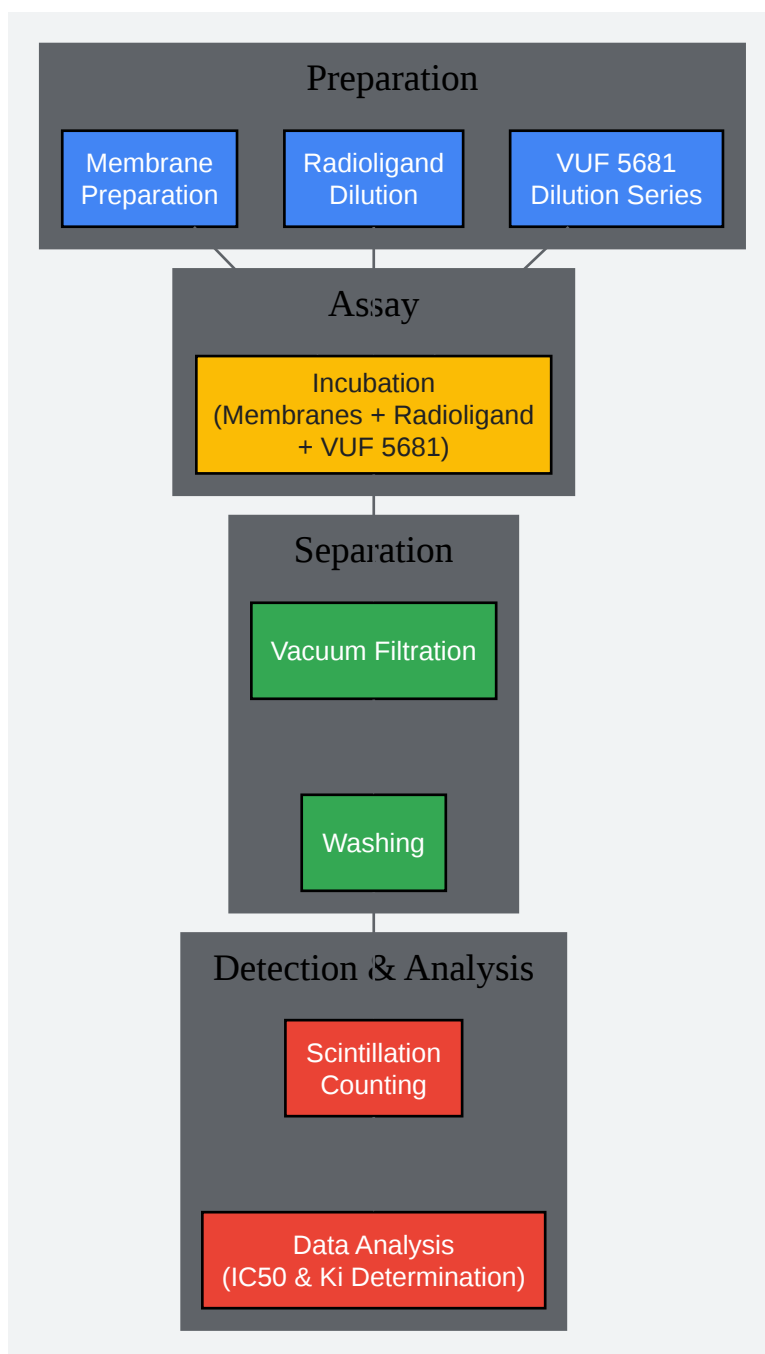 Preparation
Membrane
Preparation
Radioligand
Dilution
VUF 5681
Dilution Series
Assay
Incubation
(Membranes + Radioligand
+ VUF 5681)
Separation
Vacuum Filtration
Washing
Detection & Analysis
Scintillation
Counting
Data Analysis
(IC50 & Ki Determination)